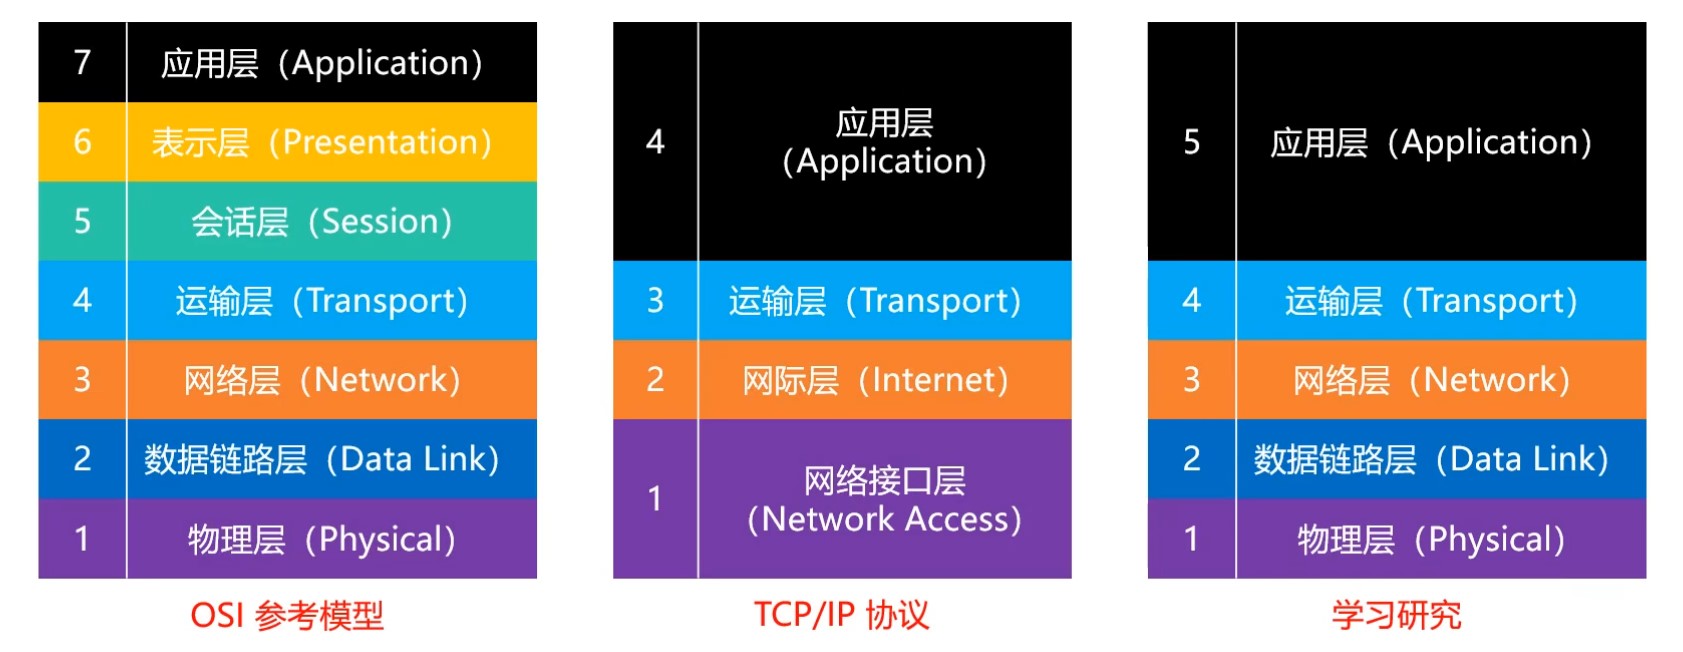 7 应用层（Application）
6 表示层（Presentation）
5 会话层（Session）
4 运输层（Transport）
3 网络层（Network）
2 数据链路层（Data Link）
1 物理层（Physical）
OSI 参考模型
4 应用层
（Application）
3 运输层（Transport）
2 网际层（Internet）
1 网络接口层
（Network Access）
TCP/IP 协议
5 应用层（Application）
4 运输层（Transport）
3 网络层（Network）
2 数据链路层（Data Link）
1 物理层（Physical）
学习研究